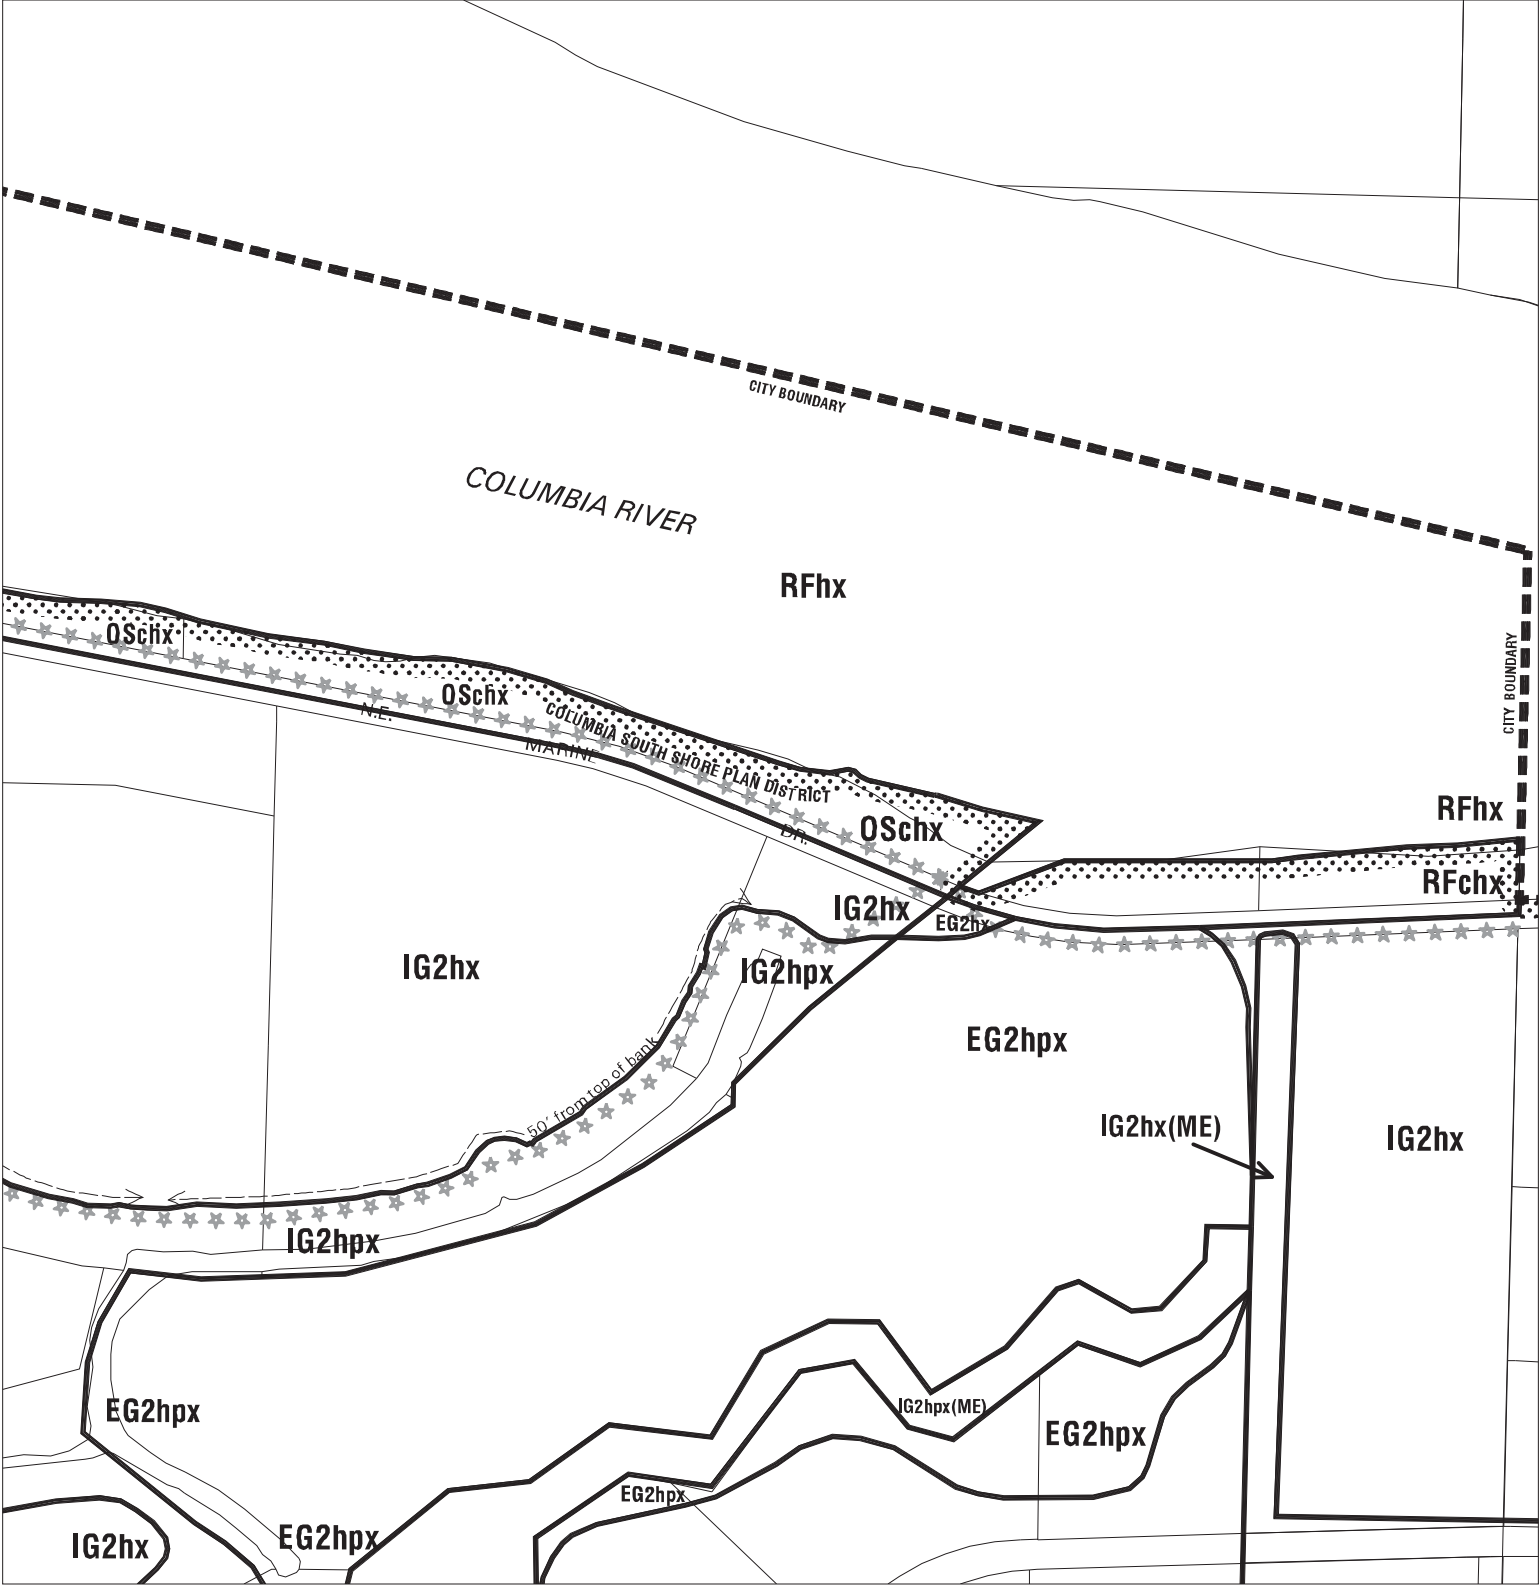 CITY BOUNDARY
COLUMBIA RIVER
RFhx
CITY BOUNDARY
OSchx
OSchx
N.E.
MARINE
DR.
COLUMBIA SOUTH SHORE PLAN DISTRICT
OSchx
RFhx
RFchx
IG2hx
EG2hx
IG2hx
IG2hpx
EG2hpx
50' from top of bank
IG2hx(ME)
IG2hx
IG2hpx
EG2hpx
IG2hpx(ME)
EG2hpx
EG2hpx
EG2hpx
IG2hx